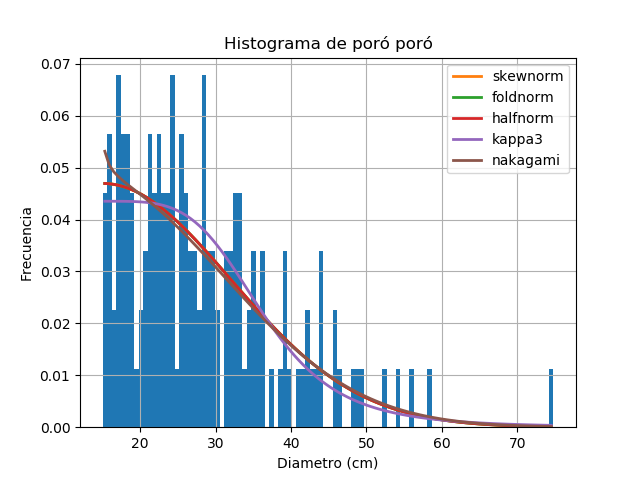 Histograma de poró poró
skewnorm
foldnorm
halfnorm
kappa3
nakagami
0.07
0.06
0.05
0.04
0.03
0.02
0.01
0.00
Frecuencia
20 30 40 50 60 70
Diametro (cm)